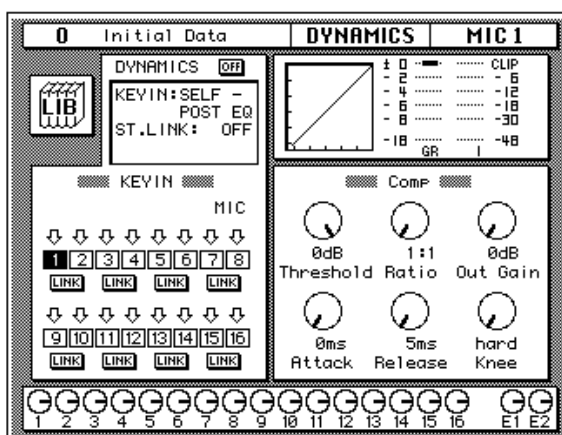 0 Initial Data DYNAMICS MIC 1
LIB
DYNAMICS OFF
KEYIN:SELF -
POST EQ
ST.LINK: OFF
± 0 CLIP
- 2 - 6
- 4 -12
- 6 -18
- 8 -30
-18 -48
GR I
KEYIN
MIC
1 2 3 4 5 6 7 8
LINK LINK LINK LINK
9 10 11 12 13 14 15 16
LINK LINK LINK LINK
Comp
0dB 1:1 0dB
Threshold Ratio Out Gain
0ms 5ms hard
Attack Release Knee
1 2 3 4 5 6 7 8 9 10 11 12 13 14 15 16 E1 E2